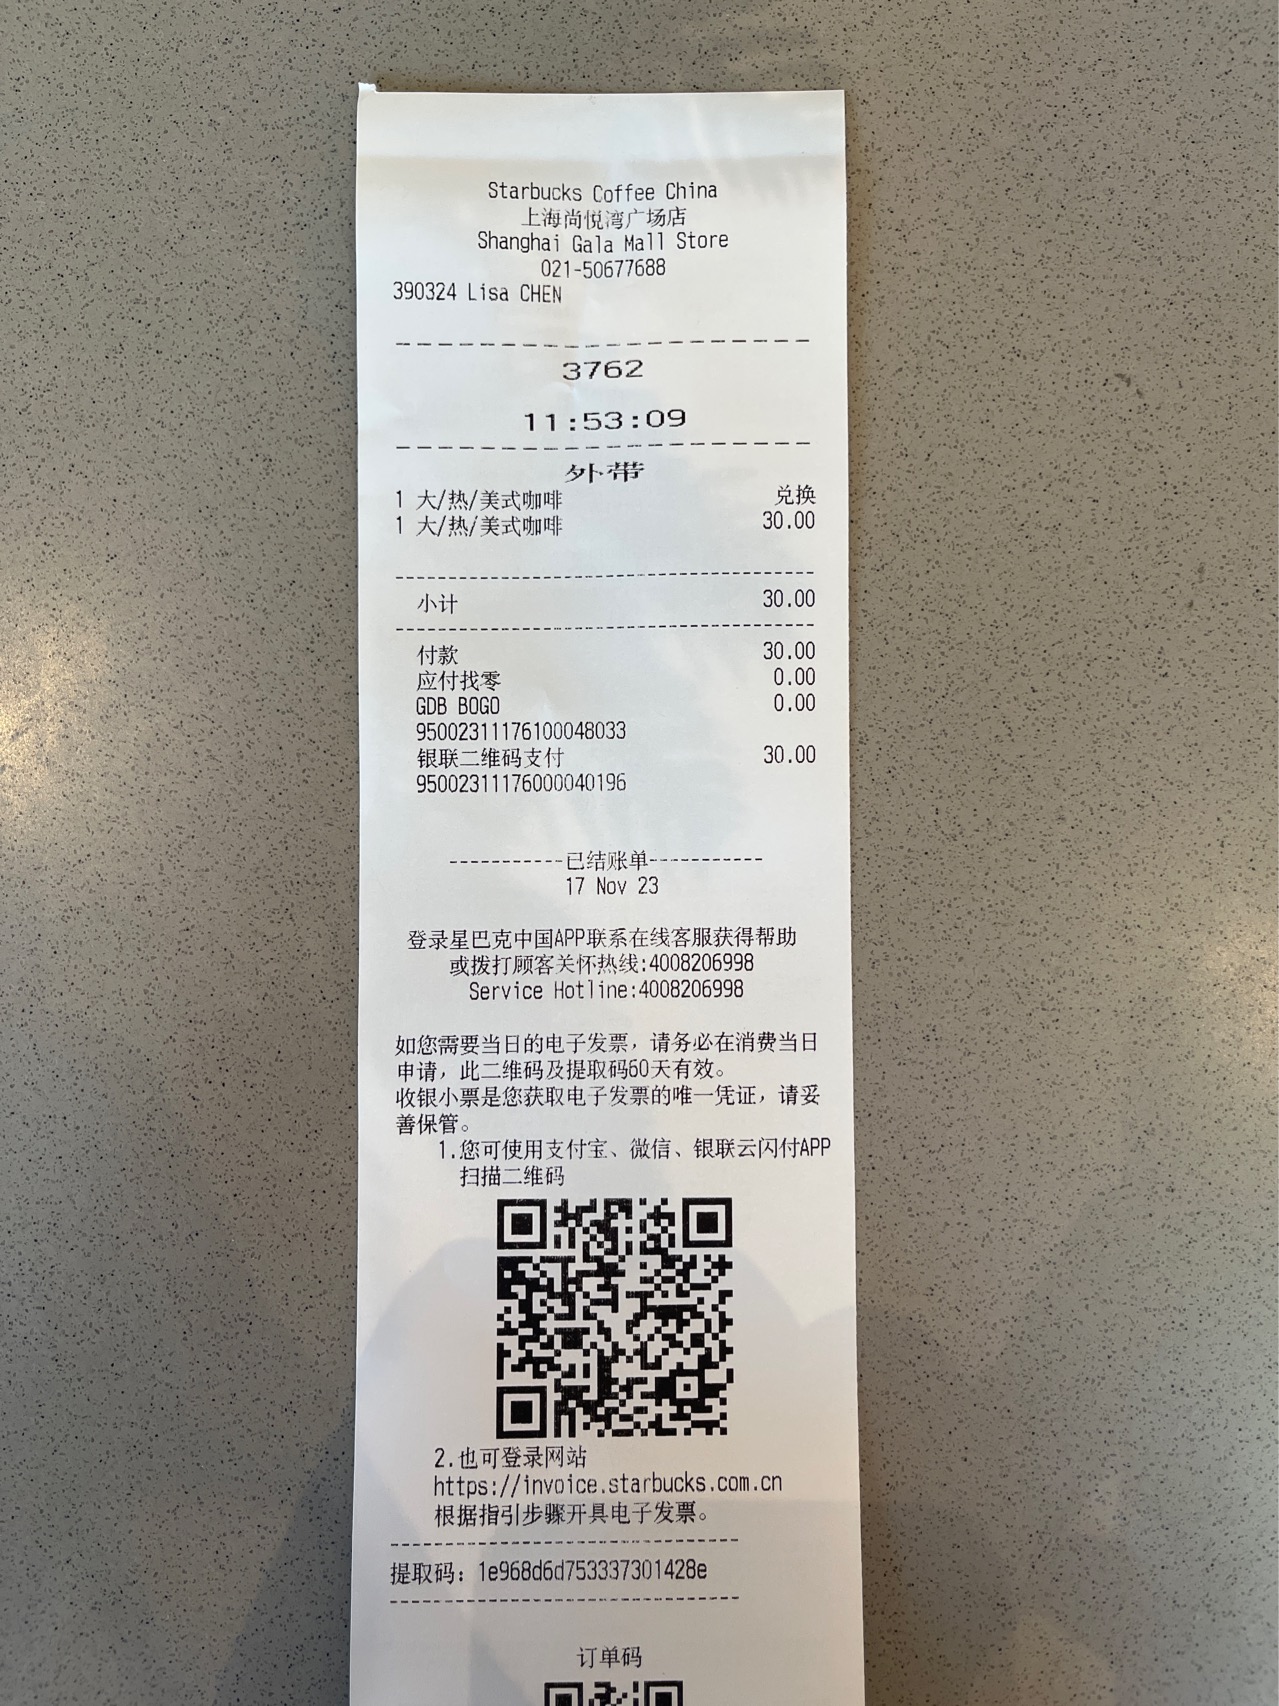 Starbucks Coffee China
上海尚悦湾广场店
Shanghai Gala Mall Store
021-50677688
390324 Lisa CHEN
3762
11:53:09
外带
1 大/热/美式咖啡 兑换
1 大/热/美式咖啡 30.00
小计 30.00
付款 30.00
应付找零 0.00
GDB BOGO 0.00
95002311176100048033
银联二维码支付 30.00
95002311176000040196
-----------已结账单-----------
17 Nov 23
登录星巴克中国APP联系在线客服获得帮助
或拨打顾客关怀热线:4008206998
Service Hotline:4008206998
如您需要当日的电子发票，请务必在消费当日
申请，此二维码及提取码60天有效。
收银小票是您获取电子发票的唯一凭证，请妥
善保管。
1.您可使用支付宝、微信、银联云闪付APP
扫描二维码
2.也可登录网站
https://invoice.starbucks.com.cn
根据指引步骤开具电子发票。
提取码：1e968d6d753337301428e
订单码